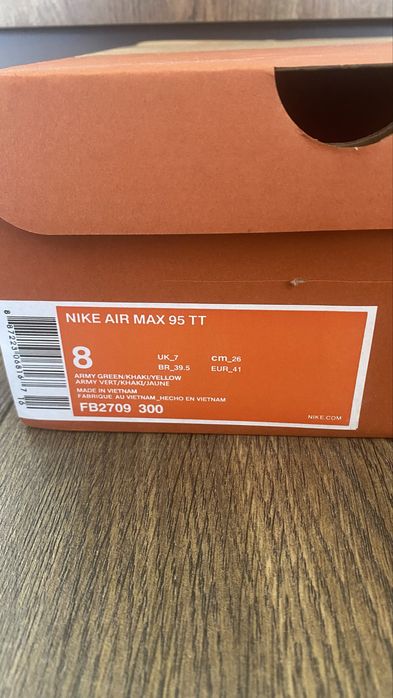 NIKE AIR MAX 95 TT
8
UK_7 cm_26
BR_39.5 EUR_41
ARMY GREEN/KHAKI/YELLOW
ARMY VERT/KHAKI/JAUNE
MADE IN VIETNAM
FABRIQUE AU VIETNAM_HECHO EN VIETNAM
FB2709 300
NIKE.COM